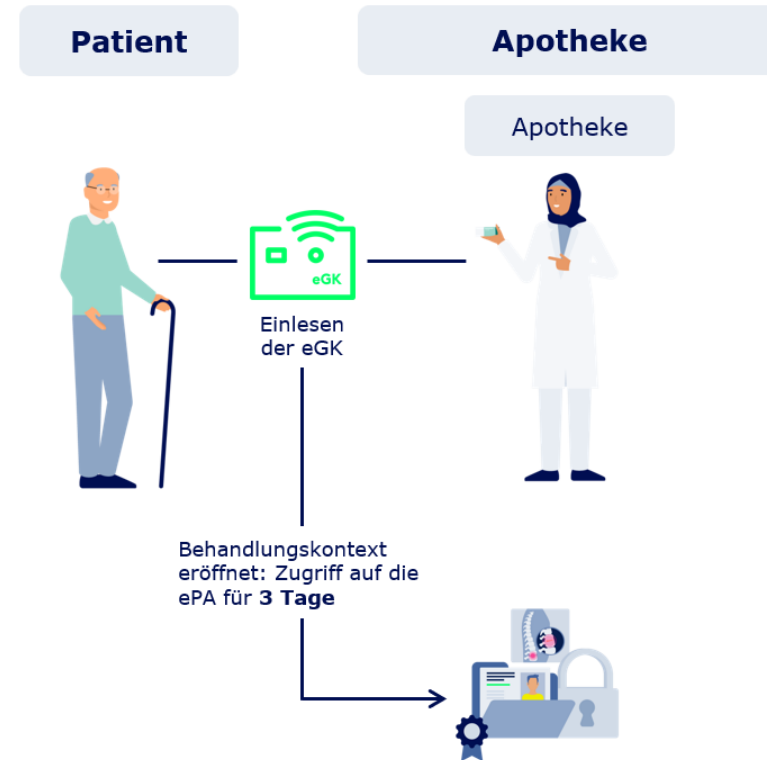 Patient
Apotheke
Apotheke
eGK
Einlesen
der eGK
Behandlungskontext
eröffnet: Zugriff auf die
ePA für 3 Tage